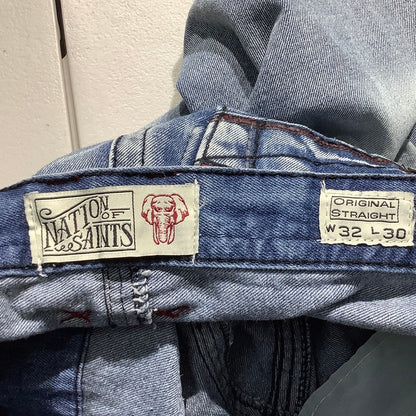 NATION
OF
SAINTS
ORIGINAL
STRAIGHT
W 32 L 30